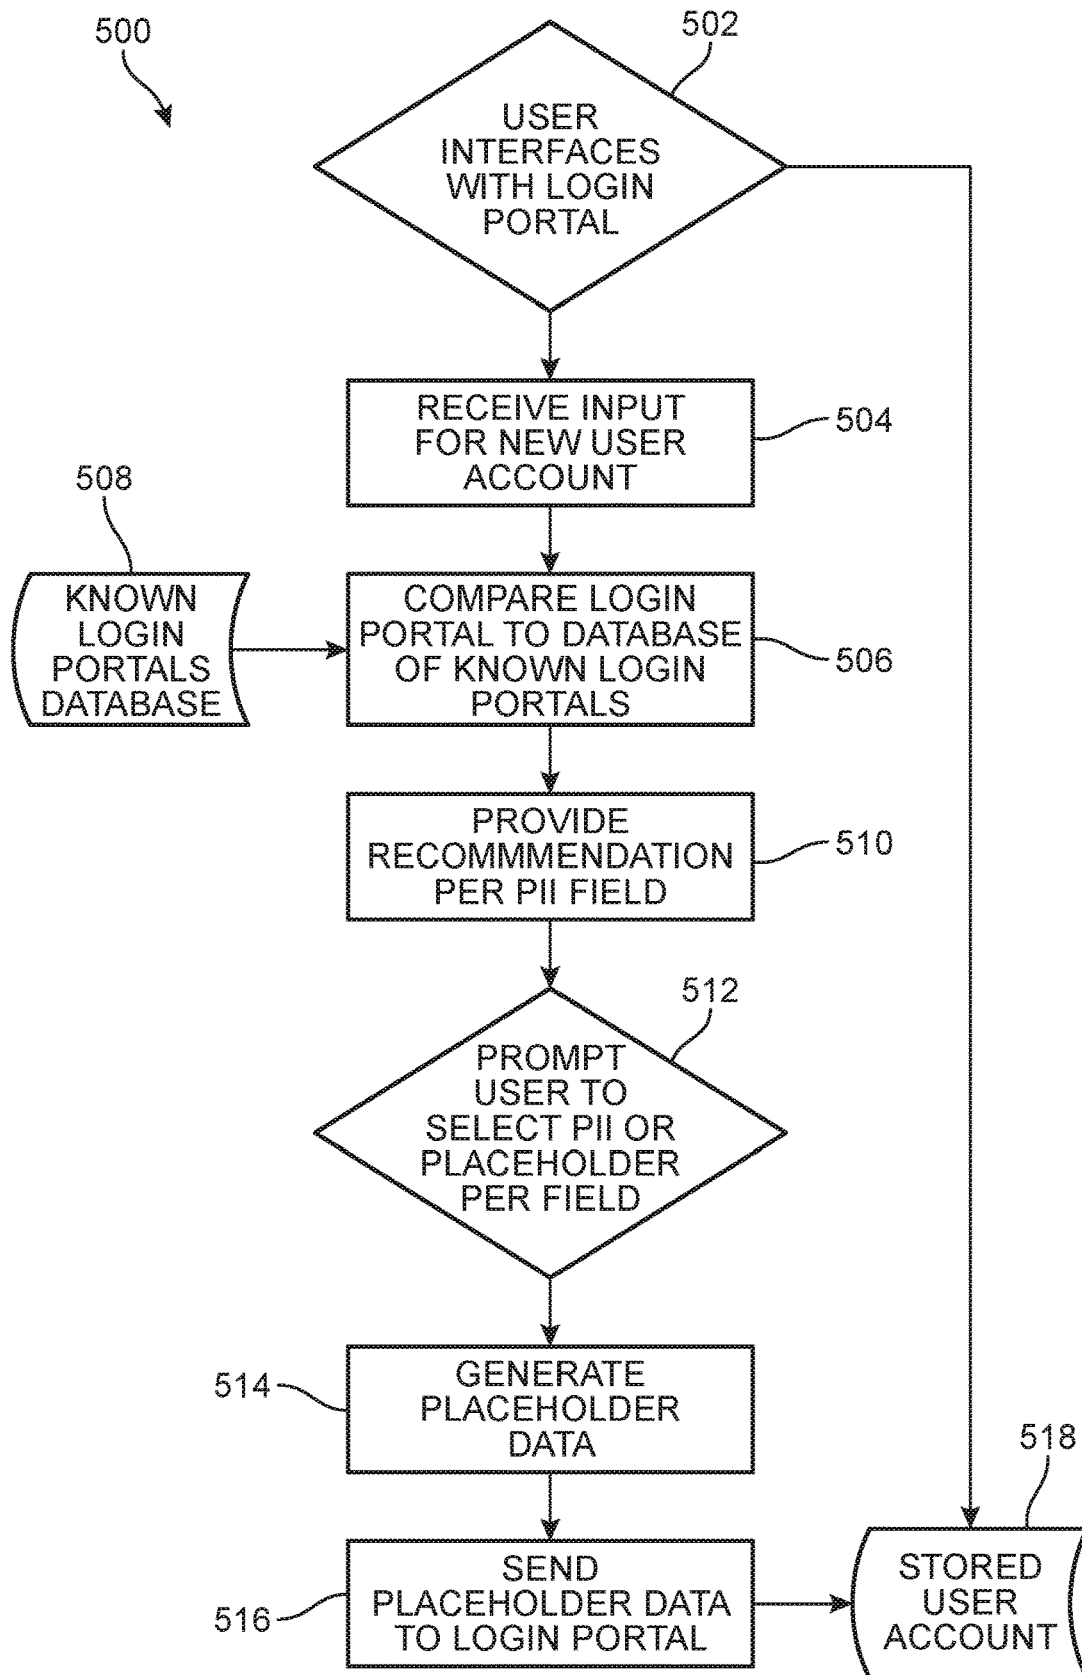 500
502
USER
INTERFACES
WITH LOGIN
PORTAL
RECEIVE INPUT
FOR NEW USER
ACCOUNT
504
508
KNOWN
LOGIN
PORTALS
DATABASE
COMPARE LOGIN
PORTAL TO DATABASE
OF KNOWN LOGIN
PORTALS
506
PROVIDE
RECOMMMENDATION
PER PII FIELD
510
512
PROMPT
USER TO
SELECT PII OR
PLACEHOLDER
PER FIELD
514
GENERATE
PLACEHOLDER
DATA
516
SEND
PLACEHOLDER DATA
TO LOGIN PORTAL
518
STORED
USER
ACCOUNT